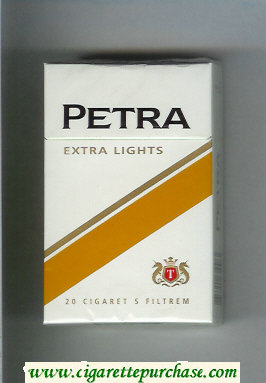 PETRA
EXTRA LIGHTS
T
20 CIGARET S FILTREM
www.cigarettepurchase.com